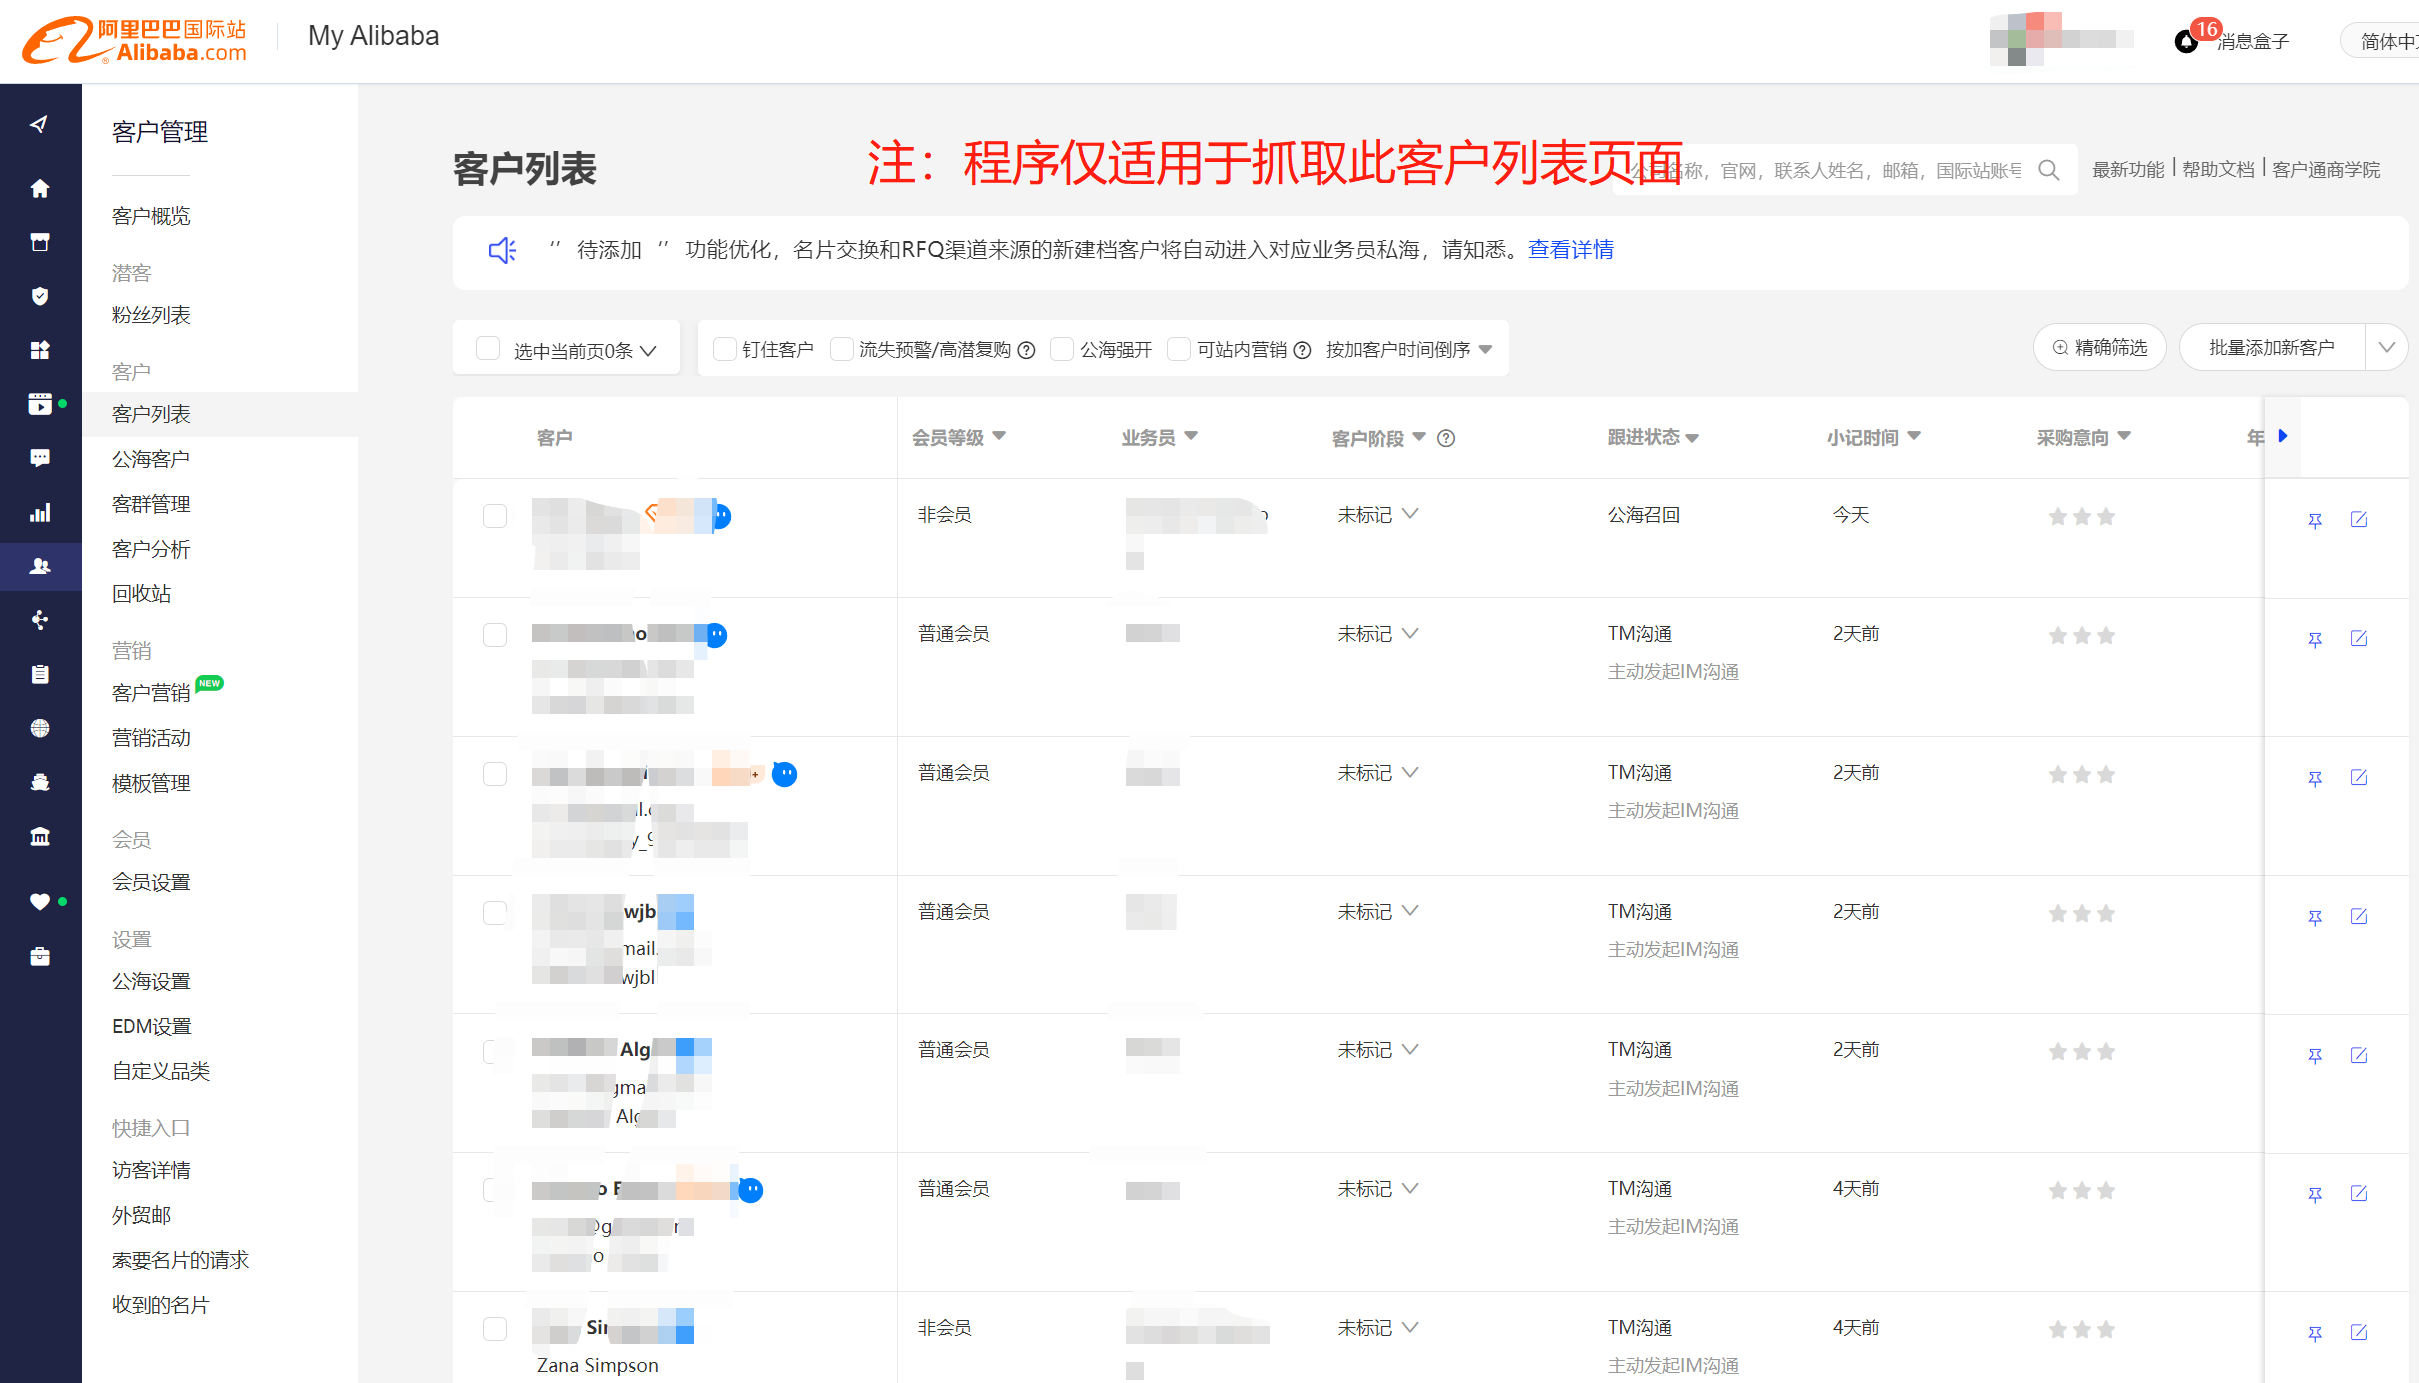 阿里巴巴国际站
Alibaba.com
My Alibaba
16
消息盒子
简体中
客户管理
客户概览
潜客
粉丝列表
客户
客户列表
公海客户
客群管理
客户分析
回收站
营销
客户营销 NEW
营销活动
模板管理
会员
会员设置
设置
公海设置
EDM设置
自定义品类
快捷入口
访客详情
外贸邮
索要名片的请求
收到的名片
客户列表
注：程序仅适用于抓取此客户列表页面
名称，官网，联系人姓名，邮箱，国际站账号
最新功能 | 帮助文档 | 客户通商学院
‘’ 待添加 ‘’ 功能优化，名片交换和RFQ渠道来源的新建档客户将自动进入对应业务员私海，请知悉。查看详情
选中当前页0条 钉住客户 流失预警/高潜复购 公海强开 可站内营销 按加客户时间倒序 精确筛选 批量添加新客户
客户 会员等级 业务员 客户阶段 跟进状态 小记时间 采购意向 年
非会员 未标记 公海召回 今天
普通会员 未标记 TM沟通 2天前
主动发起IM沟通
普通会员 未标记 TM沟通 2天前
主动发起IM沟通
wjb 普通会员 未标记 TM沟通 2天前
mail. 主动发起IM沟通
wjbl
Alg 普通会员 未标记 TM沟通 2天前
gma 主动发起IM沟通
Alg
普通会员 未标记 TM沟通 4天前
主动发起IM沟通
非会员 未标记 TM沟通 4天前
Zana Simpson 主动发起IM沟通